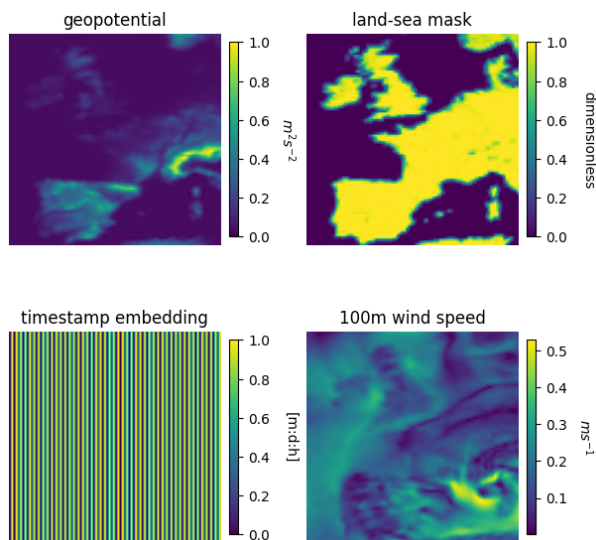 geopotential
1.0
0.8
0.6
0.4
0.2
0.0
m²s⁻²
land-sea mask
1.0
0.8
0.6
0.4
0.2
0.0
dimensionless
timestamp embedding
1.0
0.8
0.6
0.4
0.2
0.0
[m:d:h]
100m wind speed
0.5
0.4
0.3
0.2
0.1
ms⁻¹